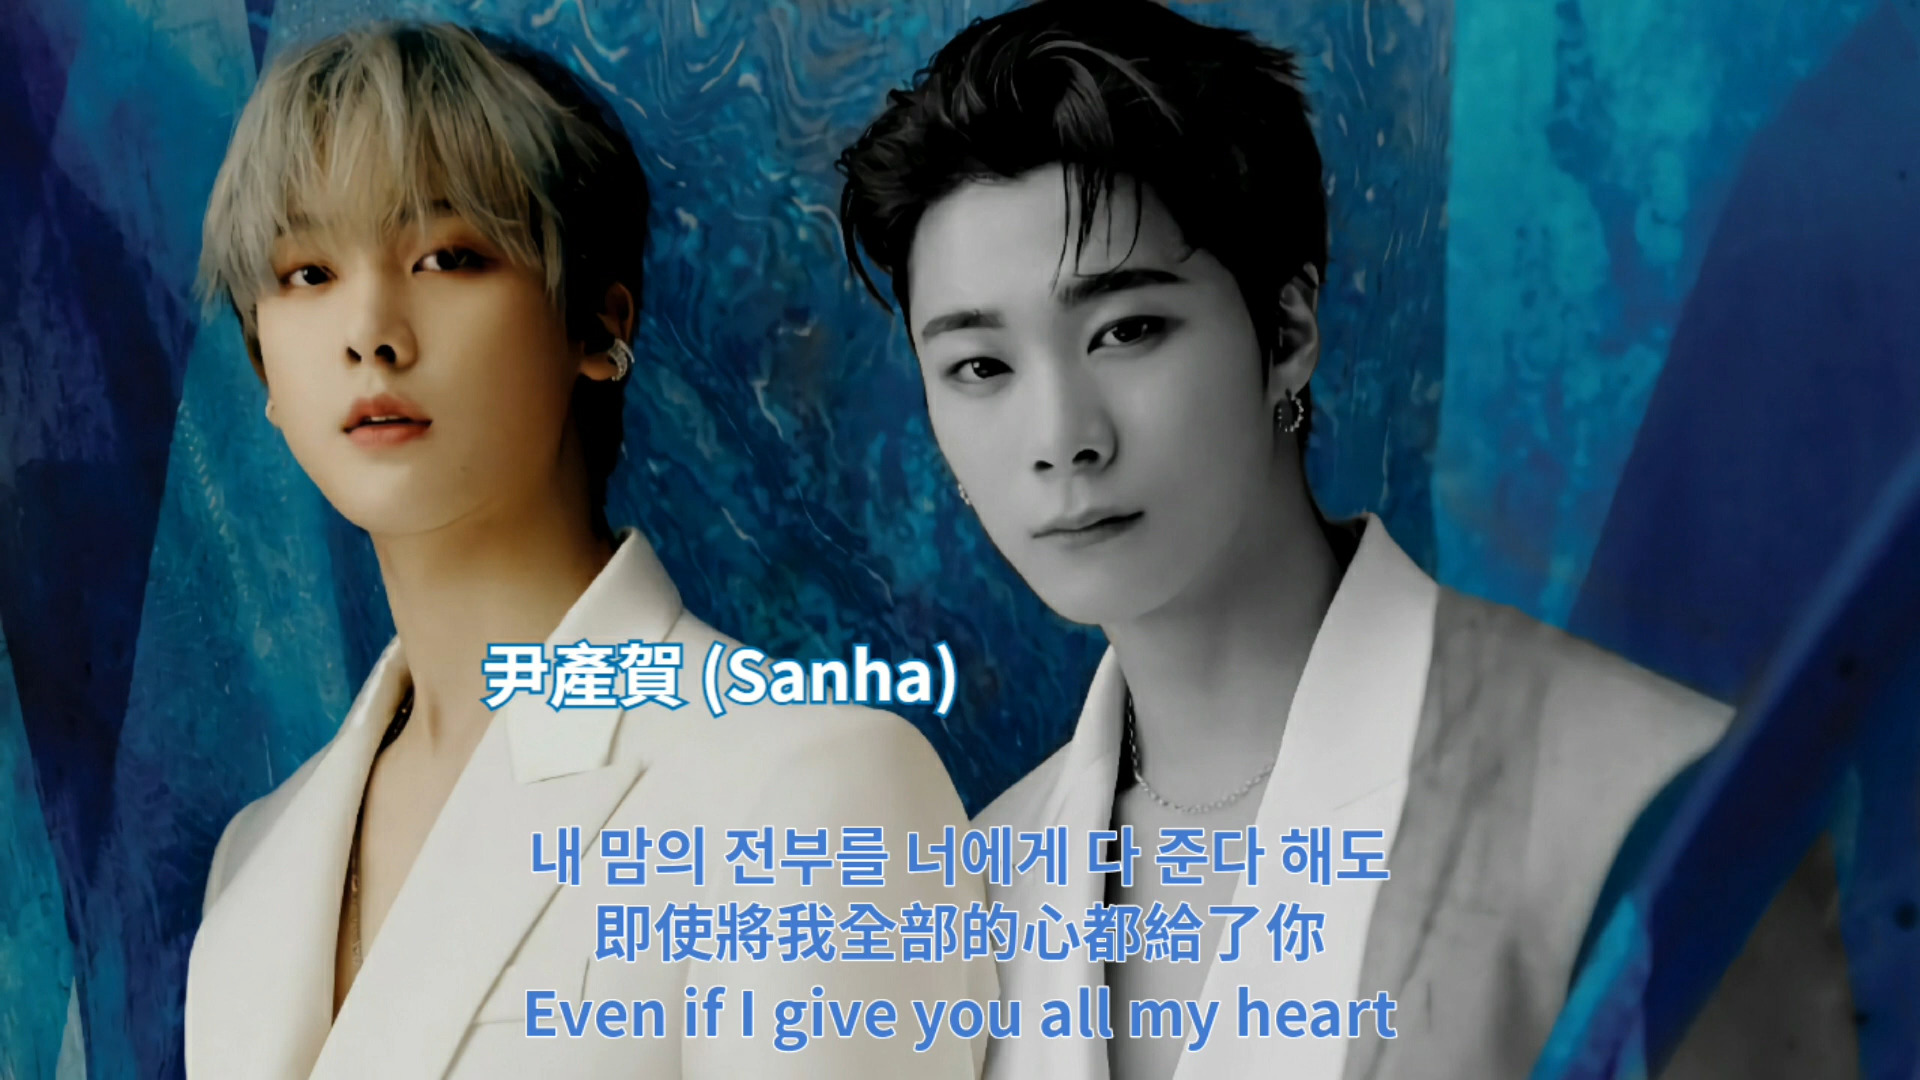 尹產賀 (Sanha)
내 맘의 전부를 너에게 다 준다 해도
即使將我全部的心都給了你
Even if I give you all my heart